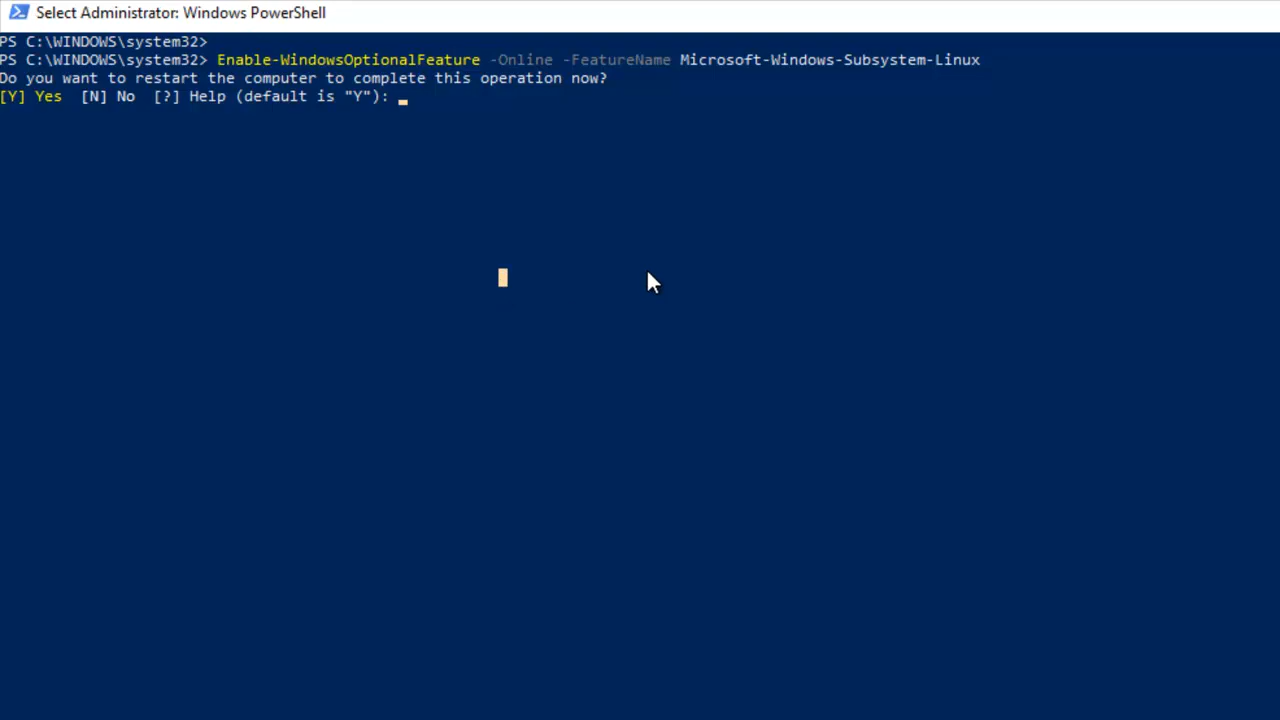 Select Administrator: Windows PowerShell
PS C:\WINDOWS\system32>
PS C:\WINDOWS\system32> Enable-WindowsOptionalFeature -Online -FeatureName Microsoft-Windows-Subsystem-Linux
Do you want to restart the computer to complete this operation now?
[Y] Yes  [N] No  [?] Help (default is "Y"):